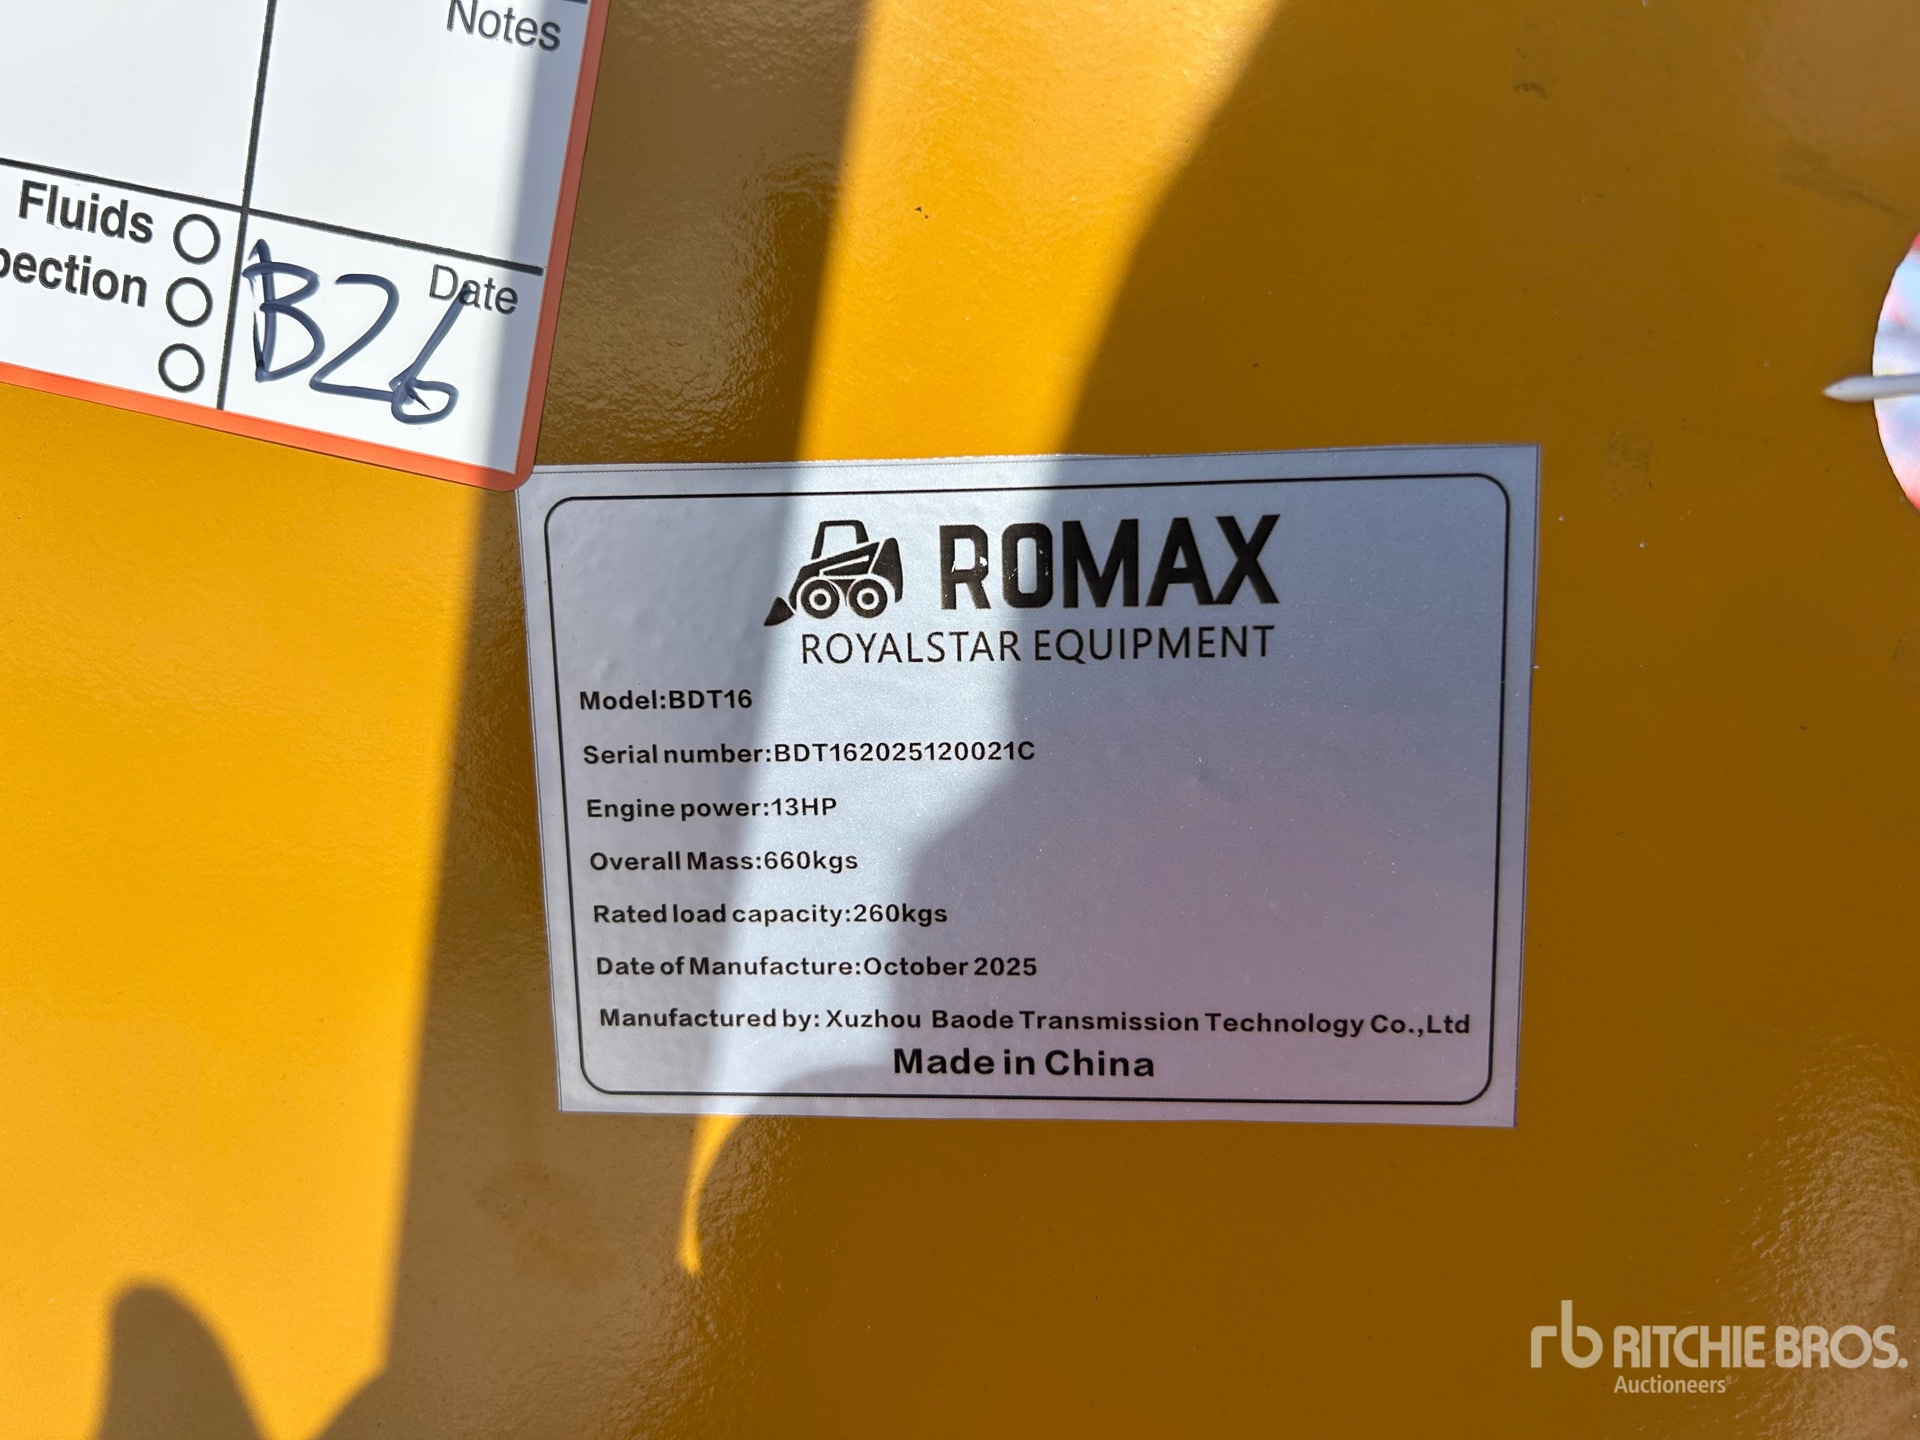 Notes
Fluids
pection
Date
B26
ROMAX
ROYALSTAR EQUIPMENT
Model:BDT16
Serial number:BDT162025120021C
Engine power:13HP
Overall Mass:660kgs
Rated load capacity:260kgs
Date of Manufacture:October 2025
Manufactured by: Xuzhou Baode Transmission Technology Co.,Ltd
Made in China
rb RITCHIE BROS.
Auctioneers